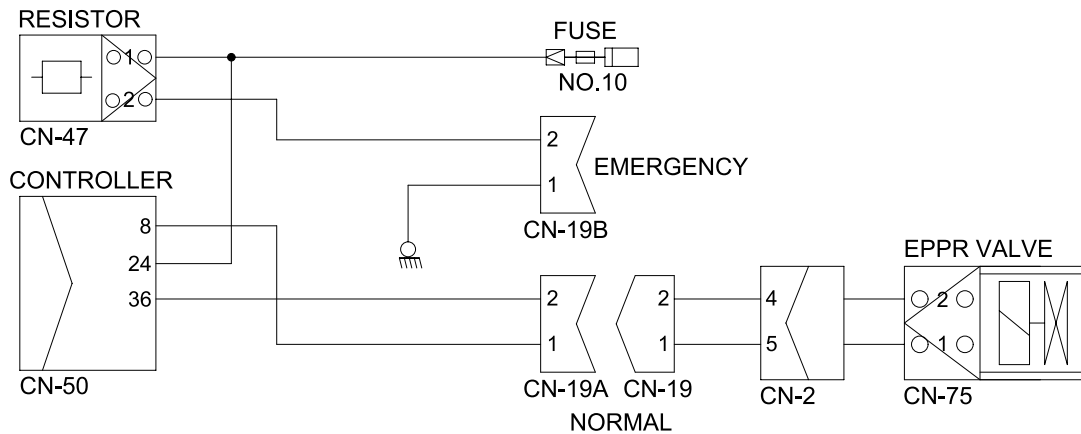 RESISTOR
FUSE
1
NO.10
2
CN-47
2
EMERGENCY
CONTROLLER
1
8
CN-19B
24
EPPR VALVE
36
2
2
4
2
1
1
5
1
CN-50
CN-19A
CN-19
CN-2
CN-75
NORMAL